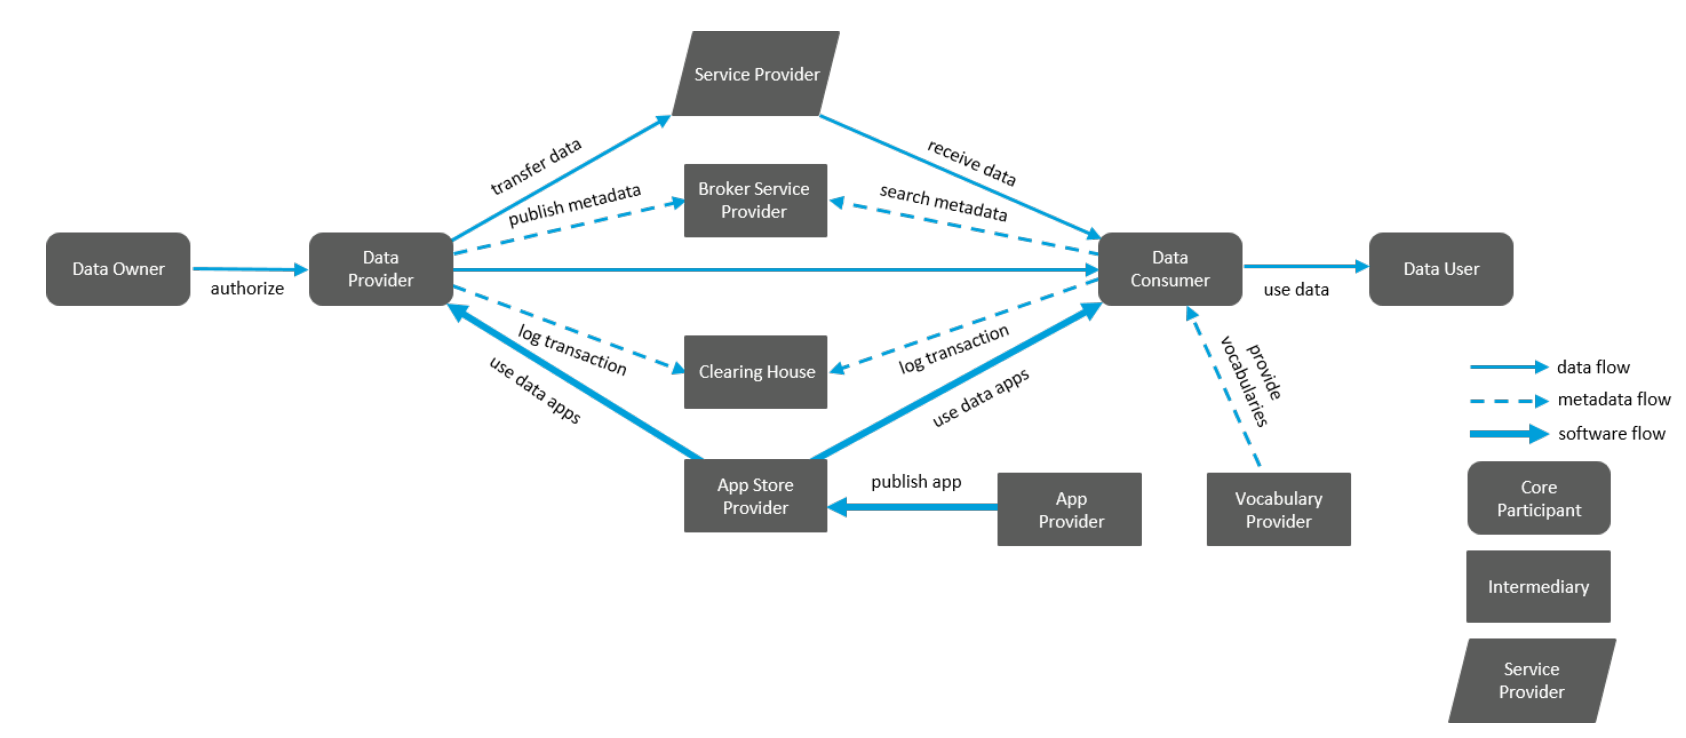 Service Provider
transfer data
receive data
publish metadata
Broker Service
Provider
search metadata
Data Owner
authorize
Data
Provider
Data
Consumer
use data
Data User
log transaction
Clearing House
log transaction
use data apps
use data apps
provide
vocabularies
App Store
Provider
publish app
App
Provider
Vocabulary
Provider
data flow
metadata flow
software flow
Core
Participant
Intermediary
Service
Provider